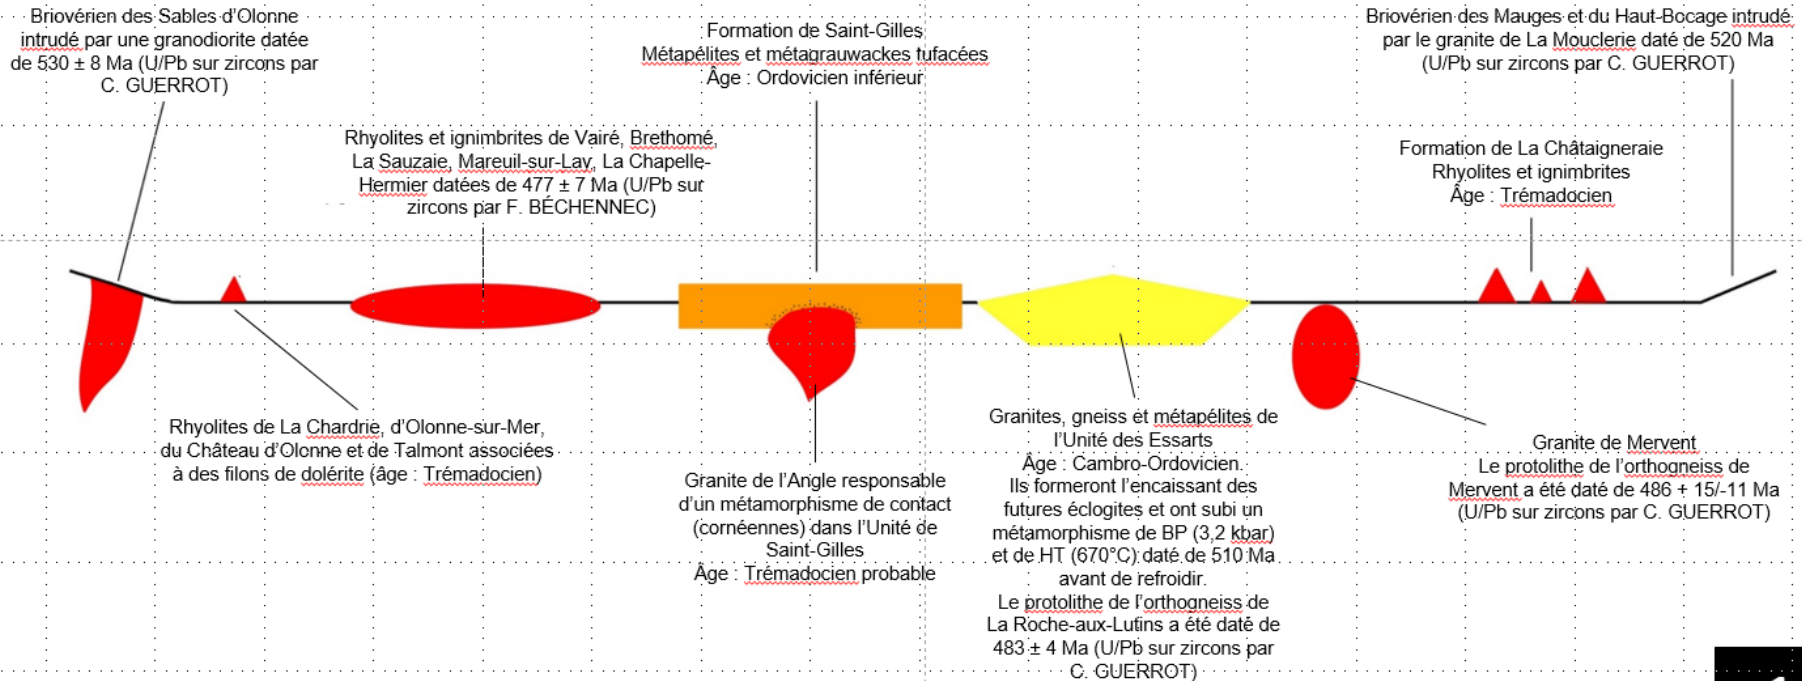 Briovérien des Sables d'Olonne
intrudé par une granodiorite datée
de 530 ± 8 Ma (U/Pb sur zircons par
C. GUERROT)
Rhyolites et ignimbrites de Vairé, Brethomé,
La Sauzaie, Mareuil-sur-Lay, La Chapelle-
Hermier datées de 477 ± 7 Ma (U/Pb sur
zircons par F. BÉCHENNEC)
Formation de Saint-Gilles
Métapélites et métagrauwackes tufacées
Âge : Ordovicien inférieur
Briovérien des Mauges et du Haut-Bocage intrudé
par le granite de La Mouclerie daté de 520 Ma
(U/Pb sur zircons par C. GUERROT)
Formation de La Châtaigneraie
Rhyolites et ignimbrites
Âge : Trémadocien
Rhyolites de La Chardrie, d'Olonne-sur-Mer,
du Château d'Olonne et de Talmont associées
à des filons de dolérite (âge : Trémadocien)
Granite de l'Angle responsable
d'un métamorphisme de contact
(cornéennes) dans l'Unité de
Saint-Gilles
Âge : Trémadocien probable
Granites, gneiss et métapélites de
l'Unité des Essarts
Âge : Cambro-Ordovicien.
Ils formeront l'encaissant des
futures éclogites et ont subi un
métamorphisme de BP (3,2 kbar)
et de HT (670°C) daté de 510 Ma
avant de refroidir.
Le protolithe de l'orthogneiss de
La Roche-aux-Lutins a été daté de
483 ± 4 Ma (U/Pb sur zircons par
C. GUERROT)
Granite de Mervent
Le protolithe de l'orthogneiss de
Mervent a été daté de 486 + 15/-11 Ma
(U/Pb sur zircons par C. GUERROT)